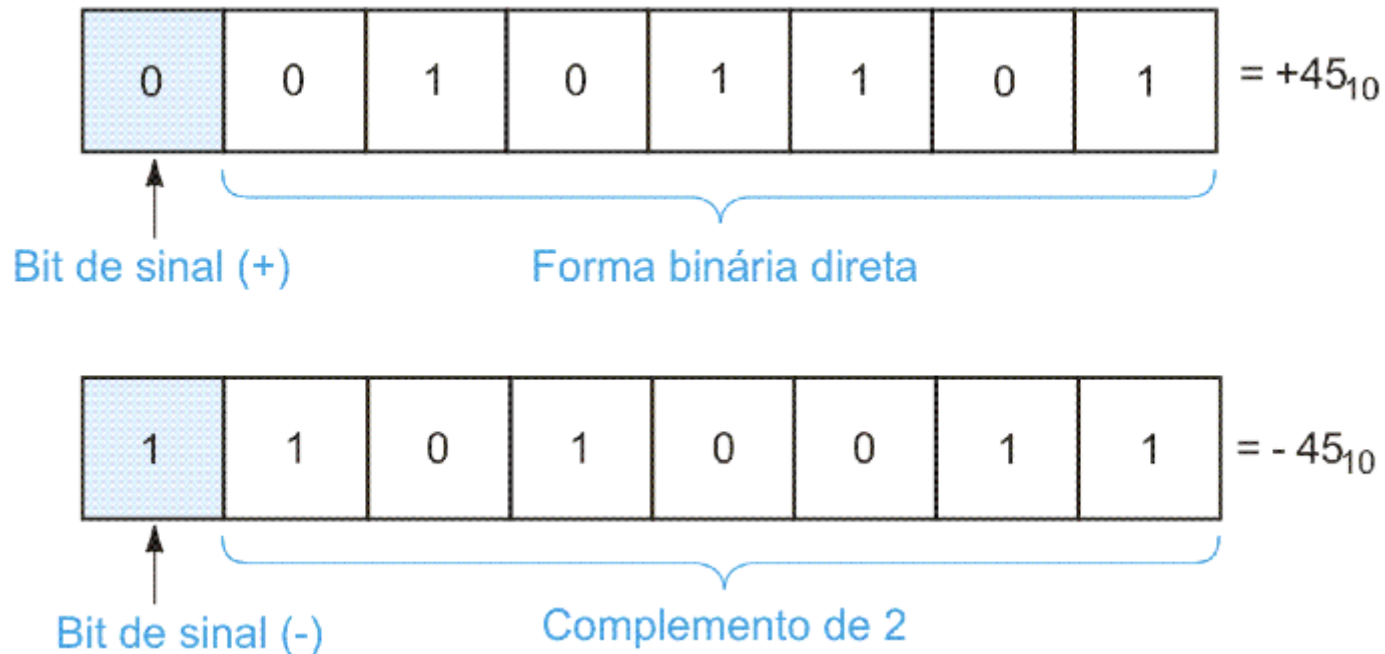 0 0 1 0 1 1 0 1 = +45₁₀
Bit de sinal (+) Forma binária direta
1 1 0 1 0 0 1 1 = - 45₁₀
Bit de sinal (-) Complemento de 2